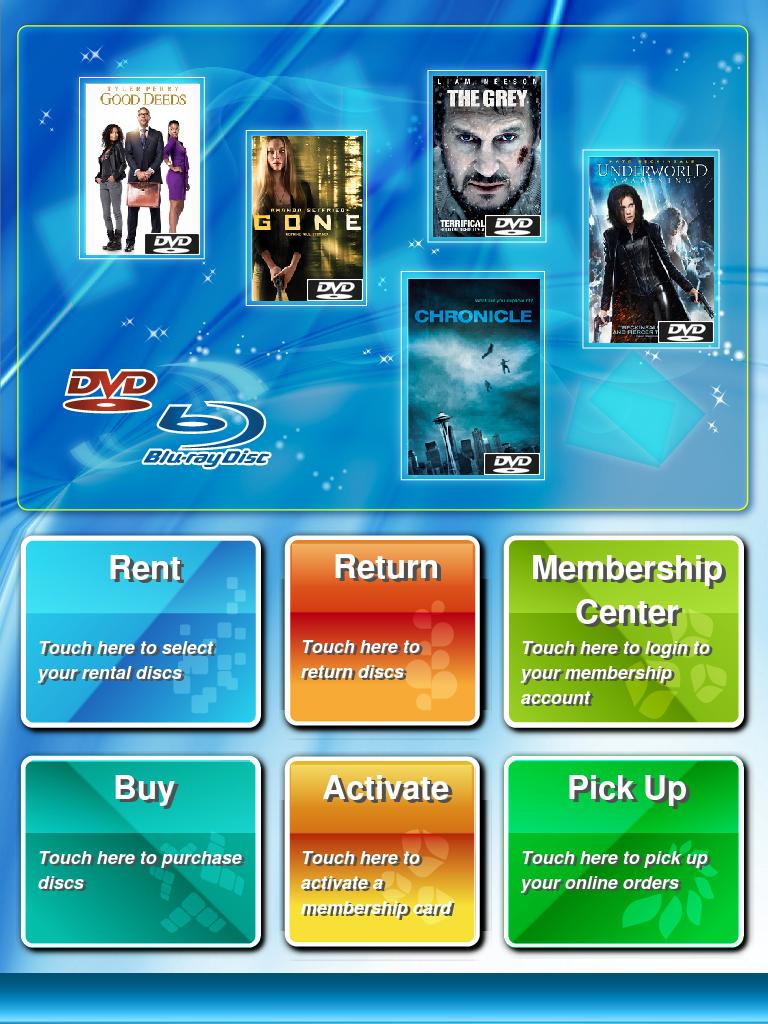 TYLER PERRY
GOOD DEEDS
DVD
AMANDA SEYFRIED
GONE
DVD
LIAM NEESON
THE GREY
TERRIFICAL
DVD
KATE BECKINSALE
UNDERWORLD
AWAKENING
DVD
CHRONICLE
DVD
DVD
Blu-ray Disc
Rent
Touch here to select
your rental discs
Return
Touch here to
return discs
Membership
Center
Touch here to login to
your membership
account
Buy
Touch here to purchase
discs
Activate
Touch here to
activate a
membership card
Pick Up
Touch here to pick up
your online orders